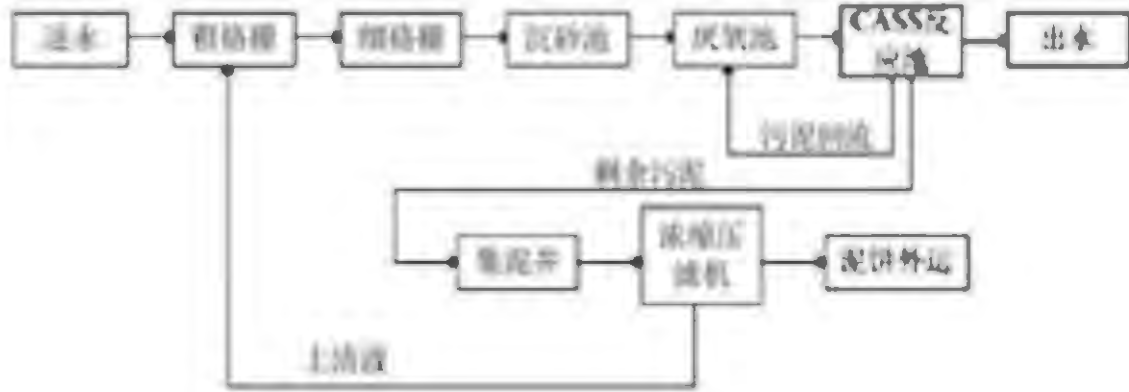 进水
粗格栅
细格栅
沉砂池
厌氧池
CASS反
应池
出水
污泥回流
剩余污泥
集泥井
浓缩压
滤机
泥饼外运
上清液